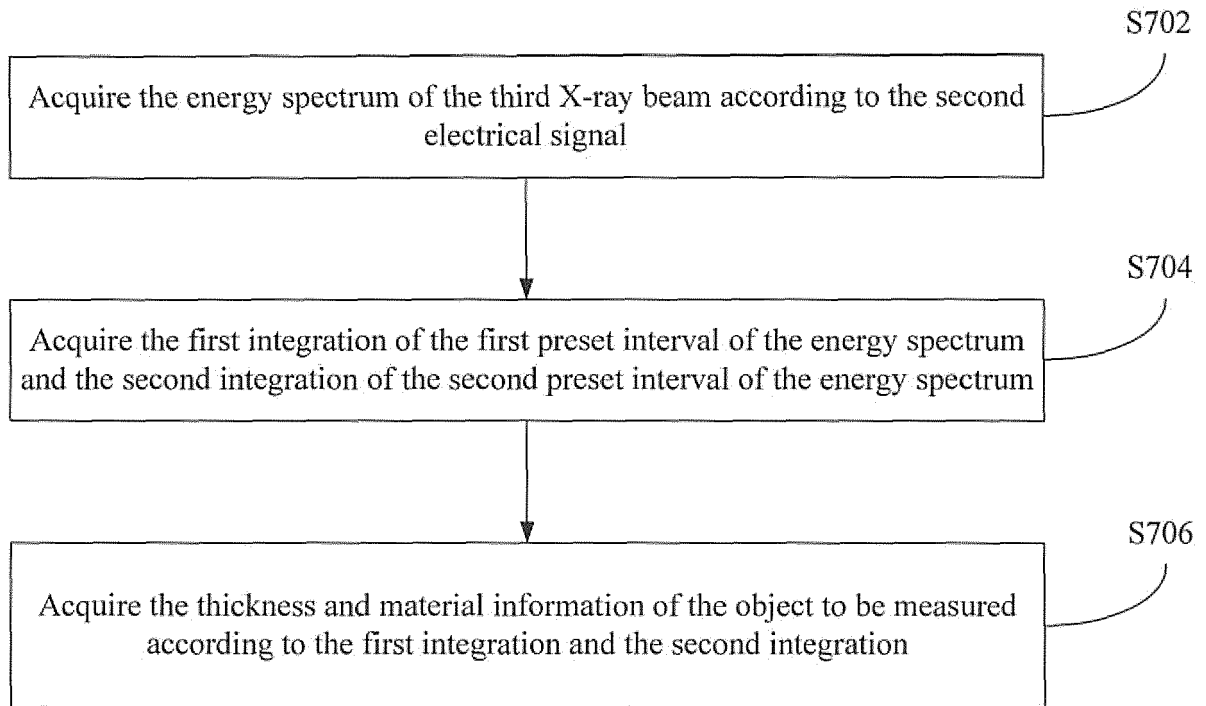 S702
Acquire the energy spectrum of the third X-ray beam according to the second
electrical signal
S704
Acquire the first integration of the first preset interval of the energy spectrum
and the second integration of the second preset interval of the energy spectrum
S706
Acquire the thickness and material information of the object to be measured
according to the first integration and the second integration